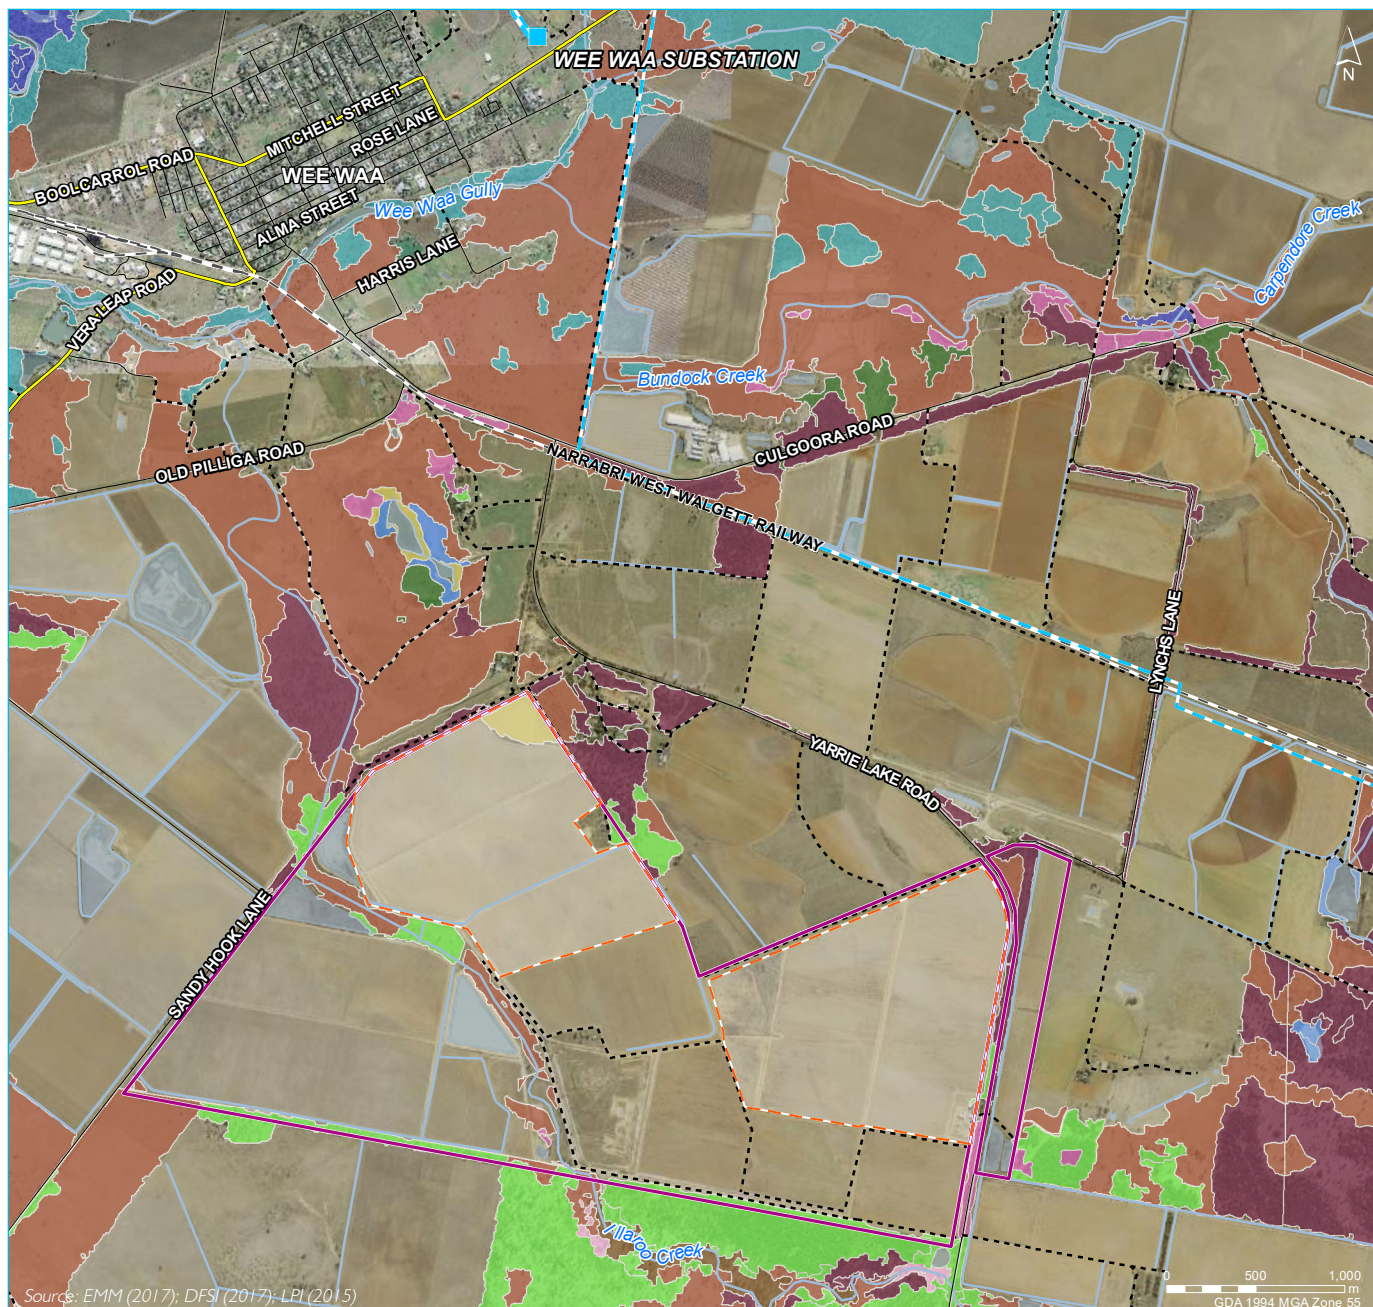 WEE WAA SUBSTATION
N
MITCHELL STREET
ROSE LANE
BOOLCARROL ROAD
WEE WAA
Wee Waa Gully
ALMA STREET
HARRIS LANE
Carpendore Creek
VERA LEAP ROAD
Bundock Creek
CULGOORA ROAD
OLD PILLIGA ROAD
NARRABRI WEST WALGETT RAILWAY
LYNCHS LANE
YARRIE LAKE ROAD
SANDY HOOK LANE
Allaroo Creek
0 500 1,000
m
Source: EMM (2017); DFSI (2017); LPI (2015)
GDA 1994 MGA Zone 55